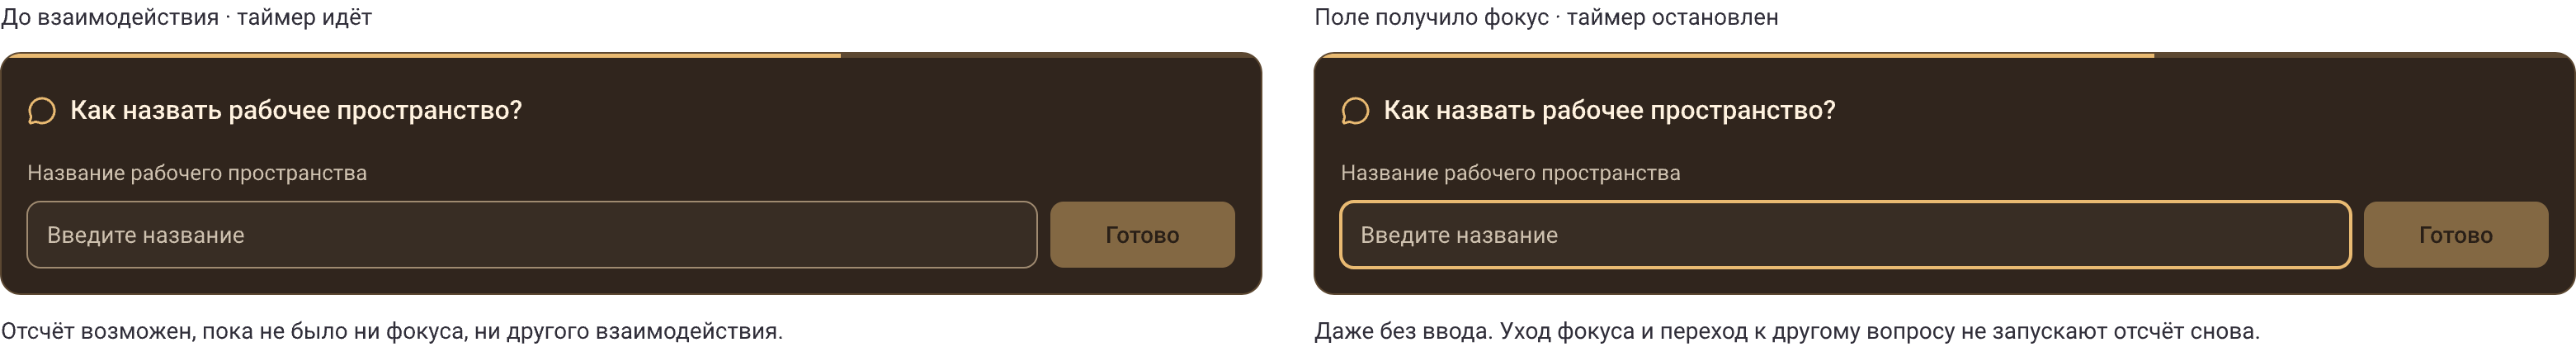 До взаимодействия · таймер идёт
Как назвать рабочее пространство?
Название рабочего пространства
Введите название
Готово
Отсчёт возможен, пока не было ни фокуса, ни другого взаимодействия.
Поле получило фокус · таймер остановлен
Как назвать рабочее пространство?
Название рабочего пространства
Введите название
Готово
Даже без ввода. Уход фокуса и переход к другому вопросу не запускают отсчёт снова.